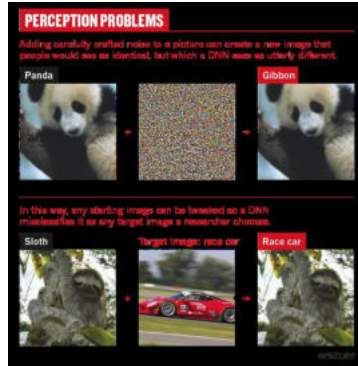 PERCEPTION PROBLEMS
Adding carefully crafted noise to a picture can create a new image that
people would see as identical, but which a DNN sees as utterly different.
Panda
Gibbon
+
=
In this way, any starting image can be tweaked so a DNN
misclassifies it as any target image a researcher chooses.
Sloth
Target image: race car
Race car
+
=